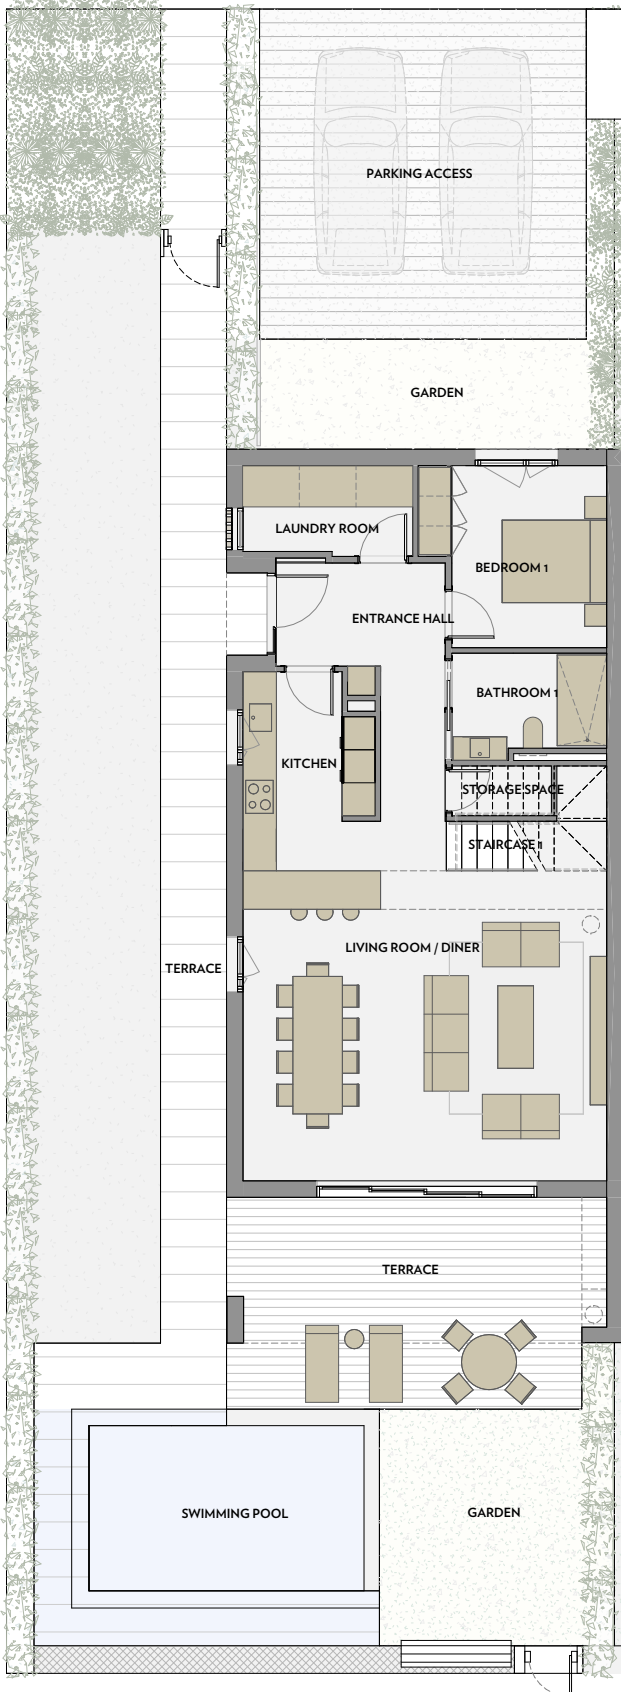 PARKING ACCESS
GARDEN
LAUNDRY ROOM
BEDROOM 1
ENTRANCE HALL
BATHROOM 1
KITCHEN
STORAGE SPACE
STAIRCASE 1
LIVING ROOM / DINER
TERRACE
TERRACE
SWIMMING POOL
GARDEN